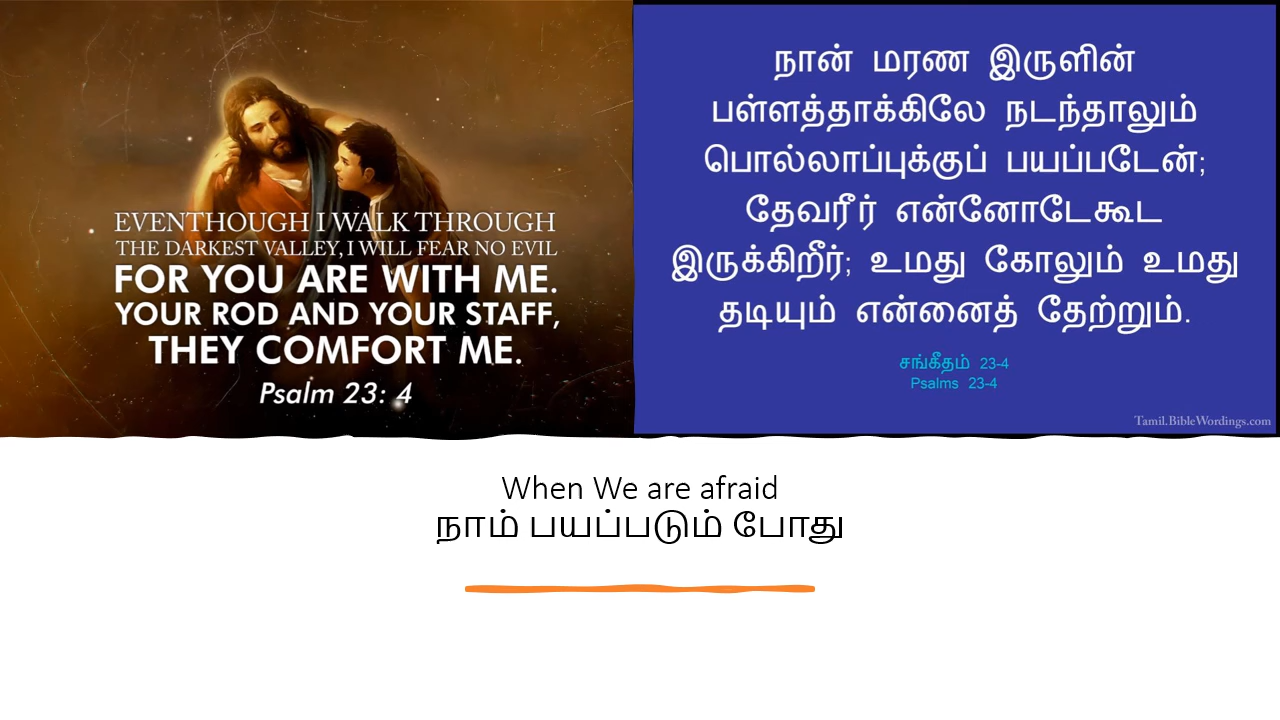 EVENTHOUGH I WALK THROUGH
THE DARKEST VALLEY, I WILL FEAR NO EVIL
FOR YOU ARE WITH ME.
YOUR ROD AND YOUR STAFF,
THEY COMFORT ME.
Psalm 23: 4
நான் மரண இருளின்
பள்ளத்தாக்கிலே நடந்தாலும்
பொல்லாப்புக்குப் பயப்படேன்;
தேவரீர் என்னோடேகூட
இருக்கிறீர்; உமது கோலும் உமது
தடியும் என்னைத் தேற்றும்.
சங்கீதம் 23-4
Psalms 23-4
Tamil.BibleWordings.com
When We are afraid
நாம் பயப்படும் போது